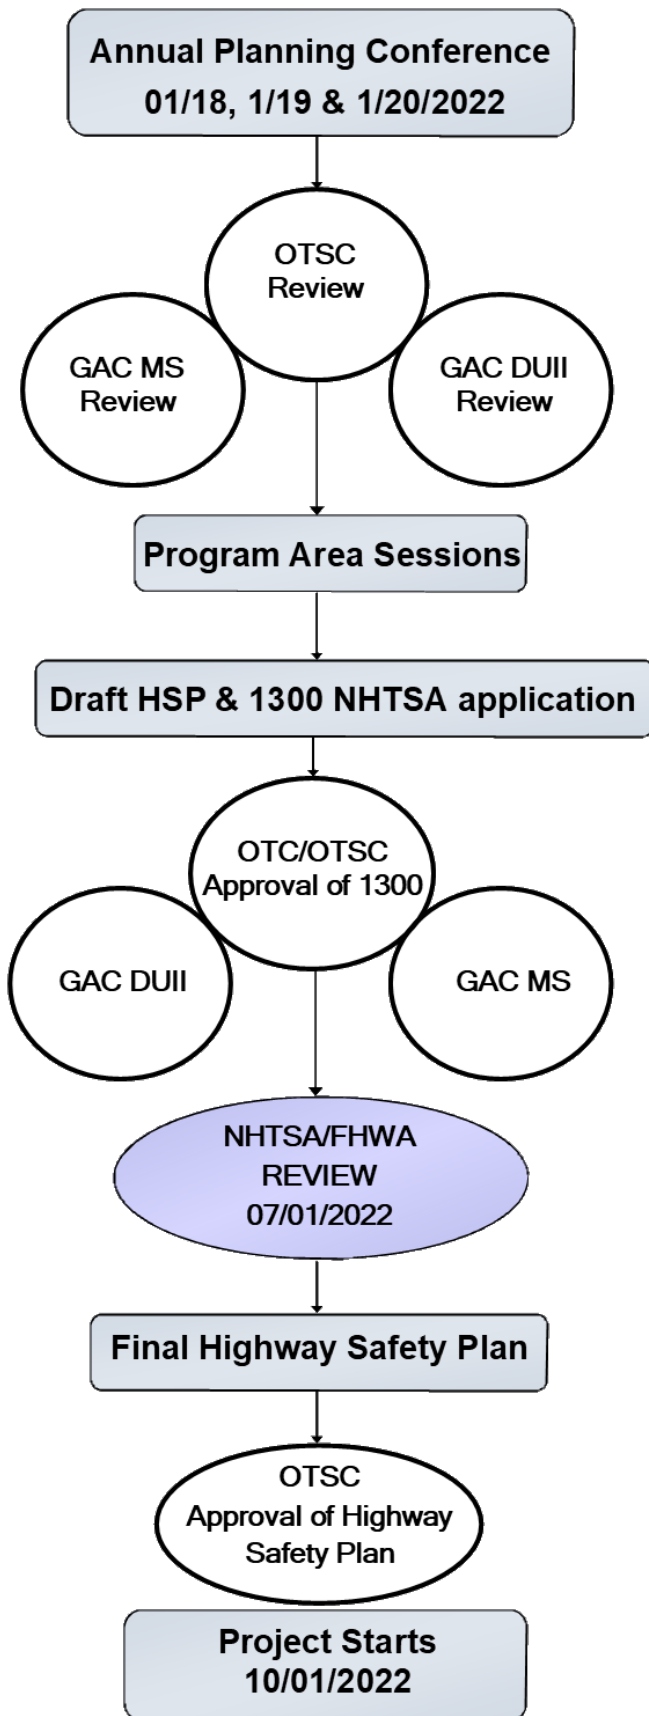 Annual Planning Conference
01/18, 1/19 & 1/20/2022
OTSC
Review
GAC MS
Review
GAC DUII
Review
Program Area Sessions
Draft HSP & 1300 NHTSA application
OTC/OTSC
Approval of 1300
GAC DUII
GAC MS
NHTSA/FHWA
REVIEW
07/01/2022
Final Highway Safety Plan
OTSC
Approval of Highway
Safety Plan
Project Starts
10/01/2022